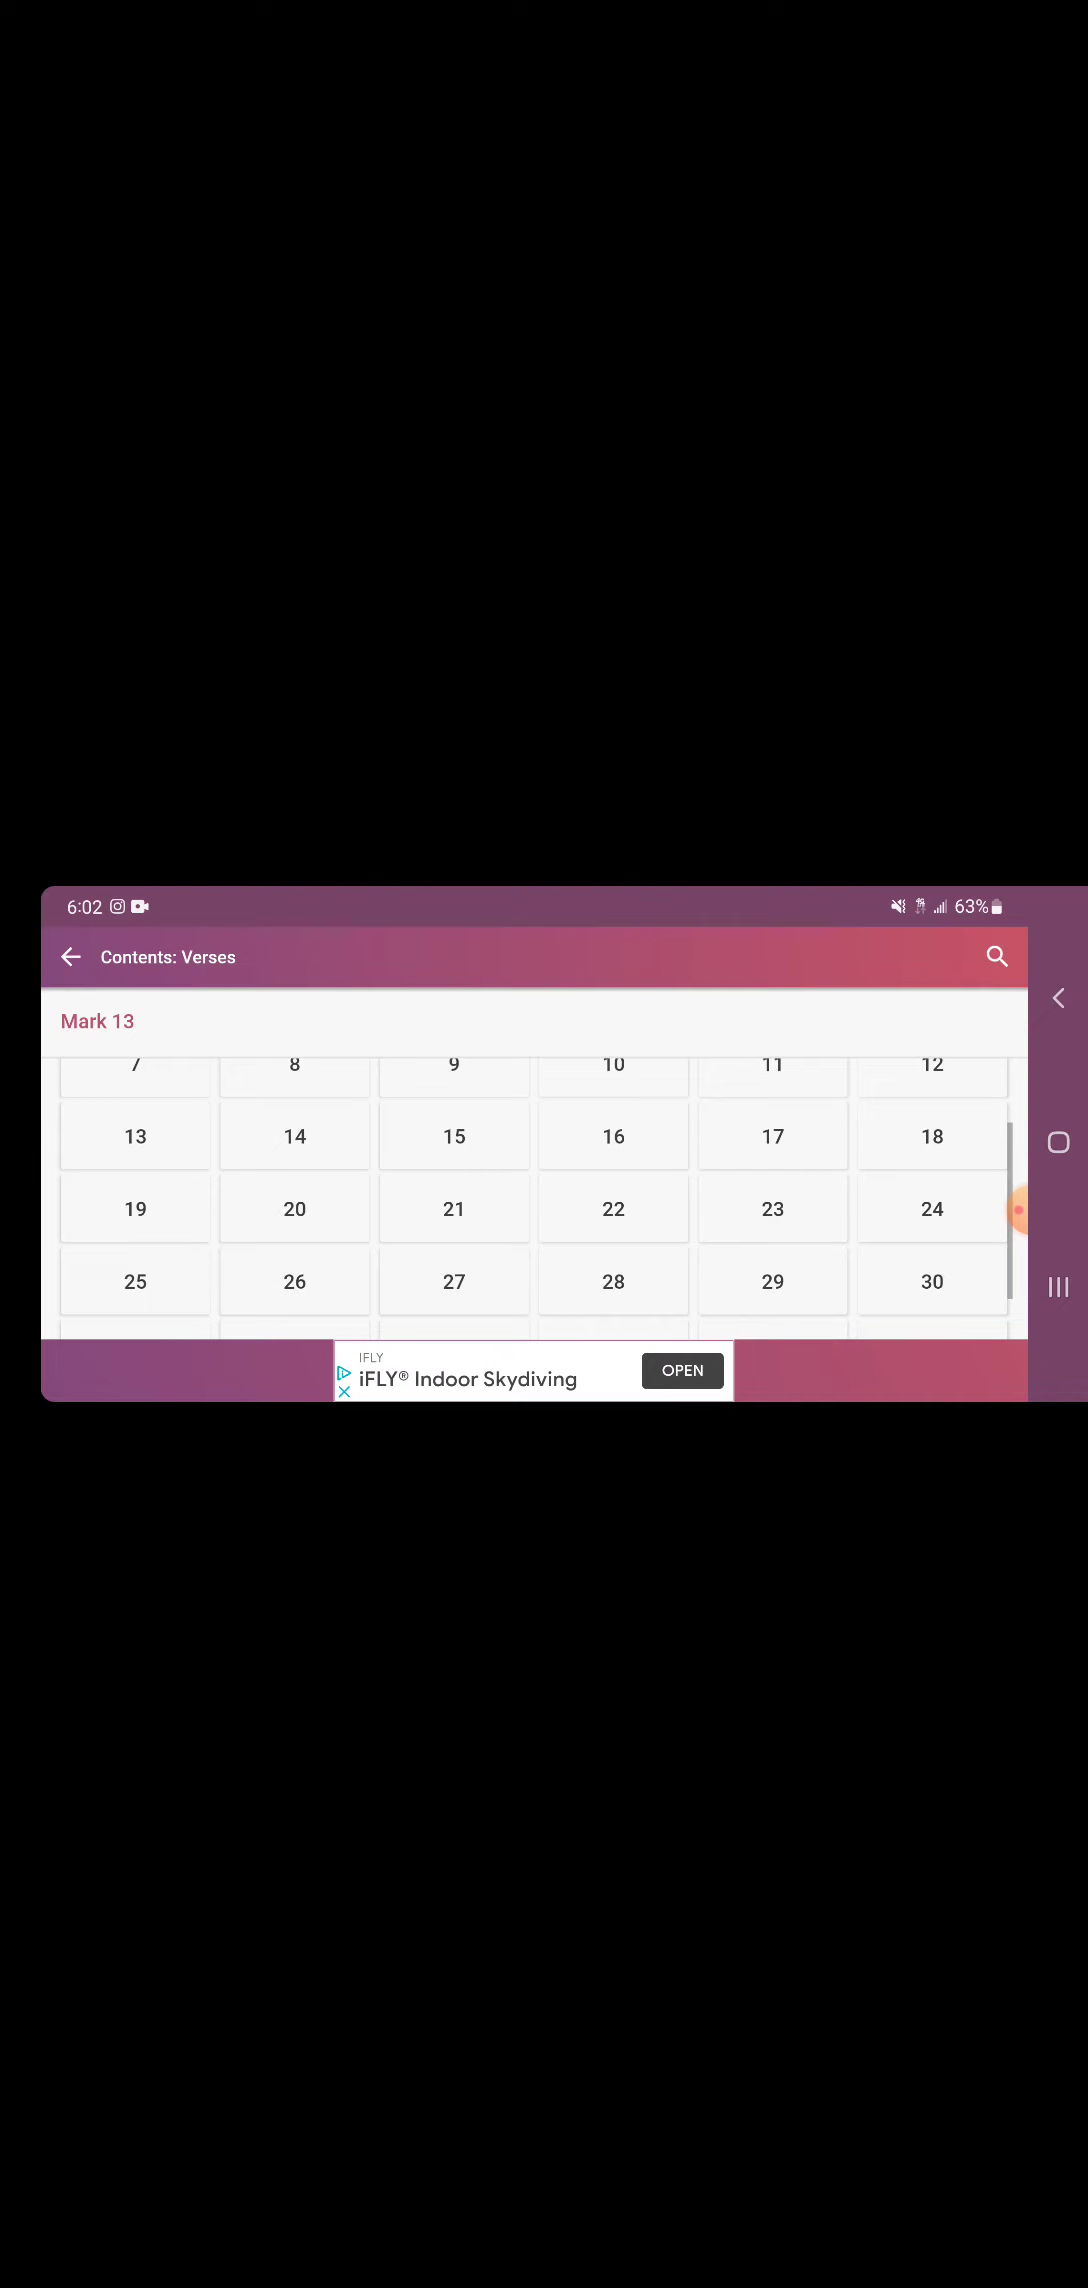 6:02 63%
Contents: Verses
Mark 13
7 8 9 10 11 12
13 14 15 16 17 18
19 20 21 22 23 24
25 26 27 28 29 30
IFLY
iFLY® Indoor Skydiving
OPEN